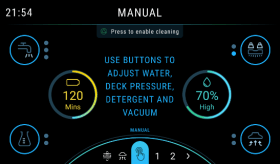 21:54
MANUAL
Press to enable cleaning
USE BUTTONS TO
ADJUST WATER,
DECK PRESSURE,
DETERGENT AND
VACUUM
120
Mins
70%
High
MANUAL
1 2